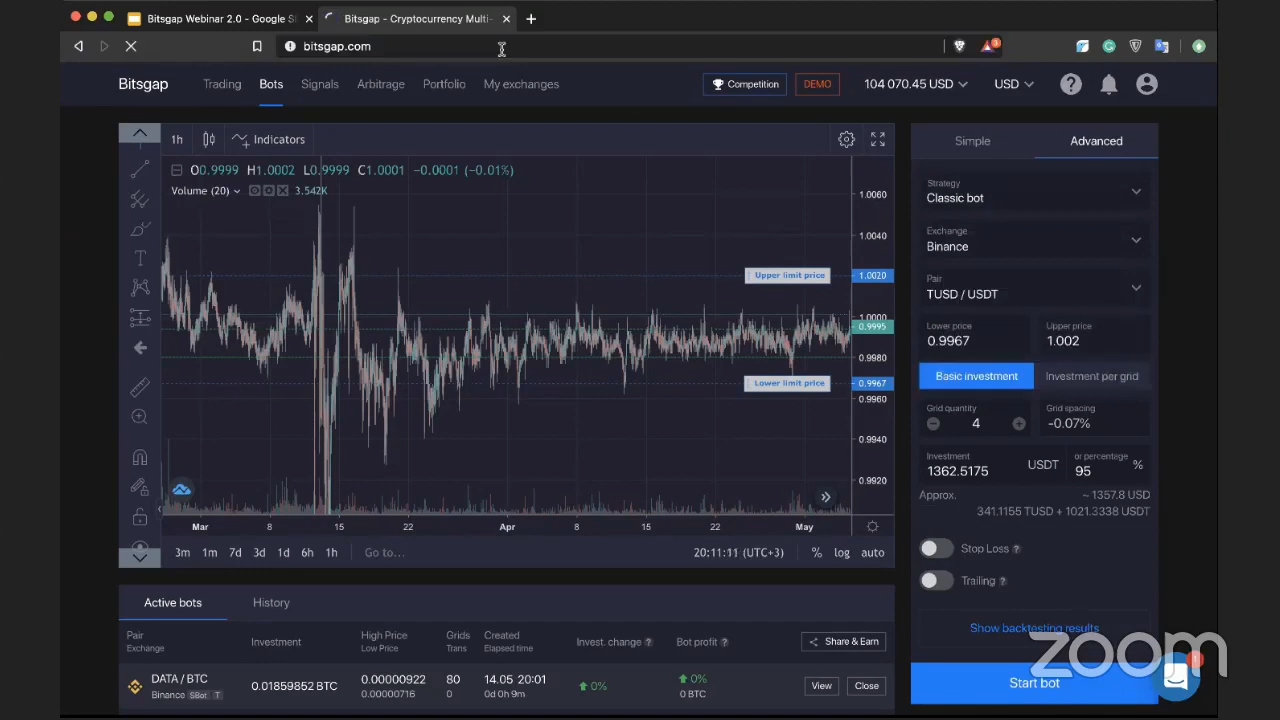 Bitsgap Webinar 2.0 - Google Sl
Bitsgap - Cryptocurrency Multi-
bitsgap.com
3
Bitsgap
Trading
Bots
Signals
Arbitrage
Portfolio
My exchanges
Competition
DEMO
104 070.45 USD
USD
1h
Indicators
O0.9999 H1.0002 L0.9999 C1.0001 −0.0001 (−0.01%)
Volume (20)
3.542K
1.0060
1.0040
Upper limit price
1.0020
1.0000
0.9995
0.9980
Lower limit price
0.9967
0.9960
0.9940
0.9920
Mar 8 15 22 Apr 8 15 22 May
3m 1m 7d 3d 1d 6h 1h Go to...
20:11:11 (UTC+3) % log auto
Simple
Advanced
Strategy
Classic bot
Exchange
Binance
Pair
TUSD / USDT
Lower price
0.9967
Upper price
1.002
Basic investment
Investment per grid
Grid quantity
4
Grid spacing
-0.07%
Investment
1362.5175 USDT
or percentage
95 %
Approx. ~ 1357.8 USD
341.1155 TUSD + 1021.3338 USDT
Stop Loss ?
Trailing ?
Show backtesting results
Start bot
1
zoom
Active bots
History
Pair
Exchange
Investment
High Price
Low Price
Grids
Trans
Created
Elapsed time
Invest. change ?
Bot profit ?
Share & Earn
DATA / BTC
Binance SBot T
0.01859852 BTC
0.00000922
0.00000716
80
0
14.05 20:01
0d 0h 9m
0%
0%
0 BTC
View
Close